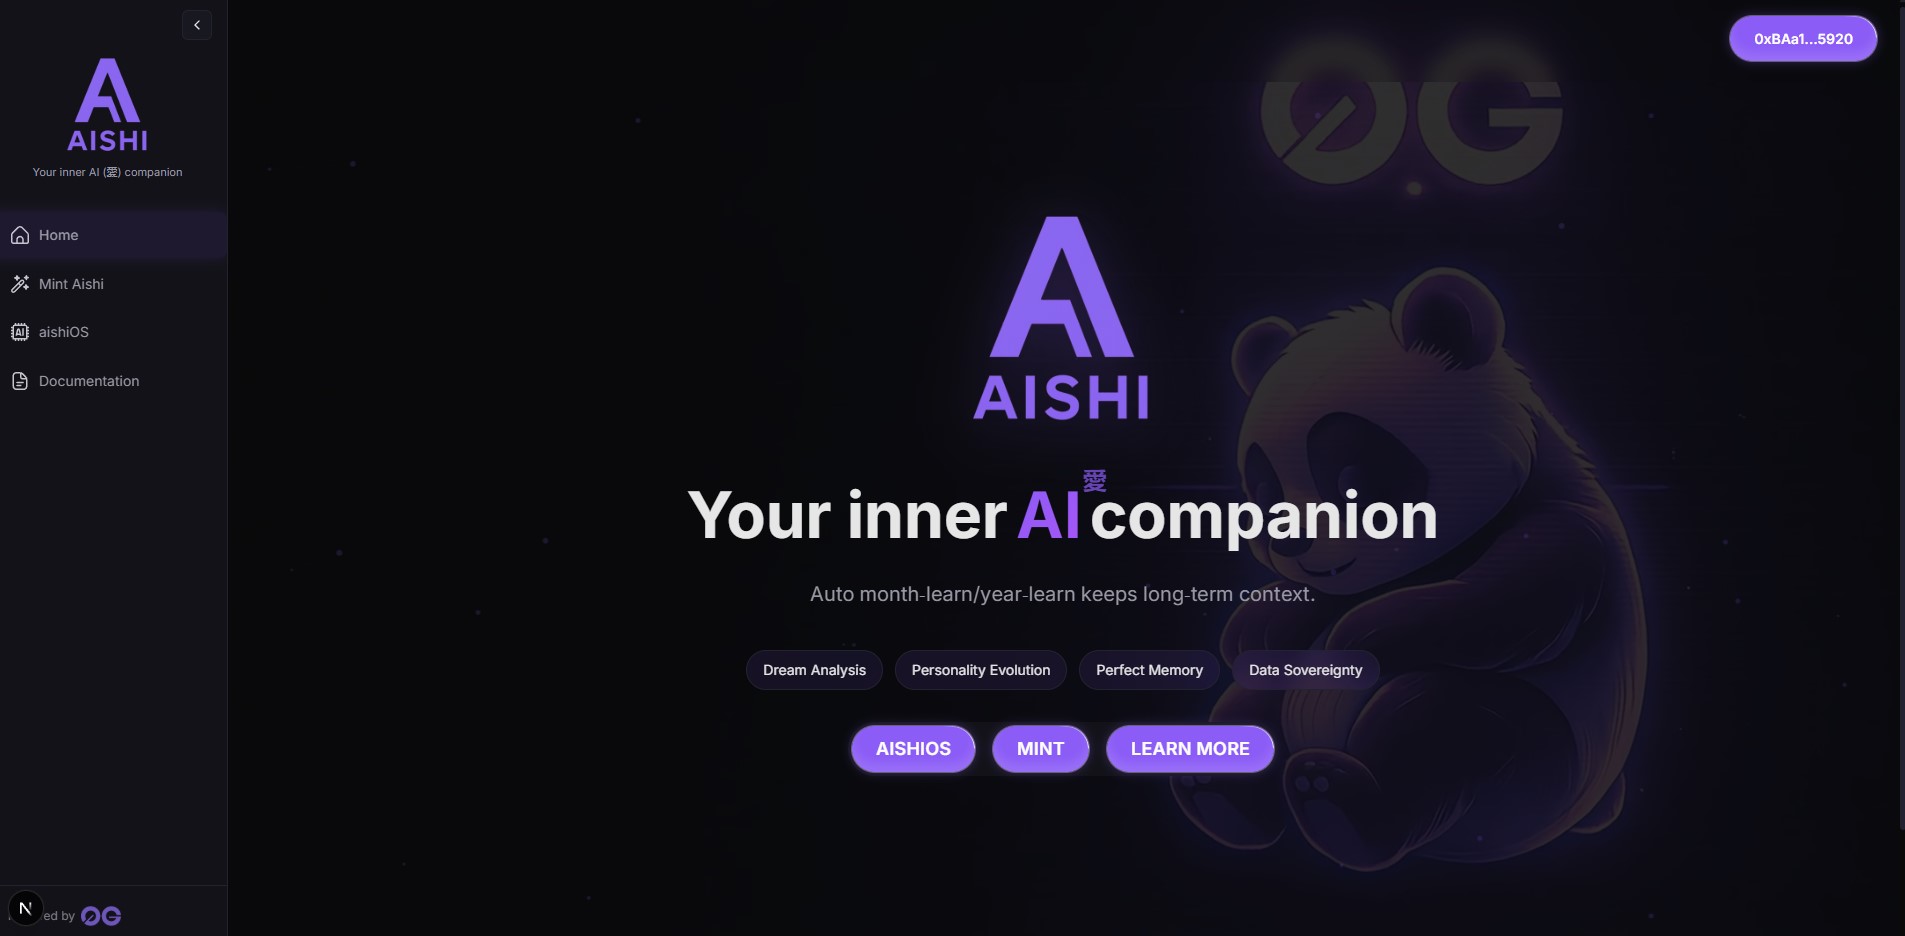 AISHI
Your inner AI (愛) companion
Home
Mint Aishi
AI
aishiOS
Documentation
N
ed by
0G
0xBAa1...5920
0G
AISHI
愛
Your inner AI companion
Auto month-learn/year-learn keeps long-term context.
Dream Analysis
Personality Evolution
Perfect Memory
Data Sovereignty
AISHIOS
MINT
LEARN MORE